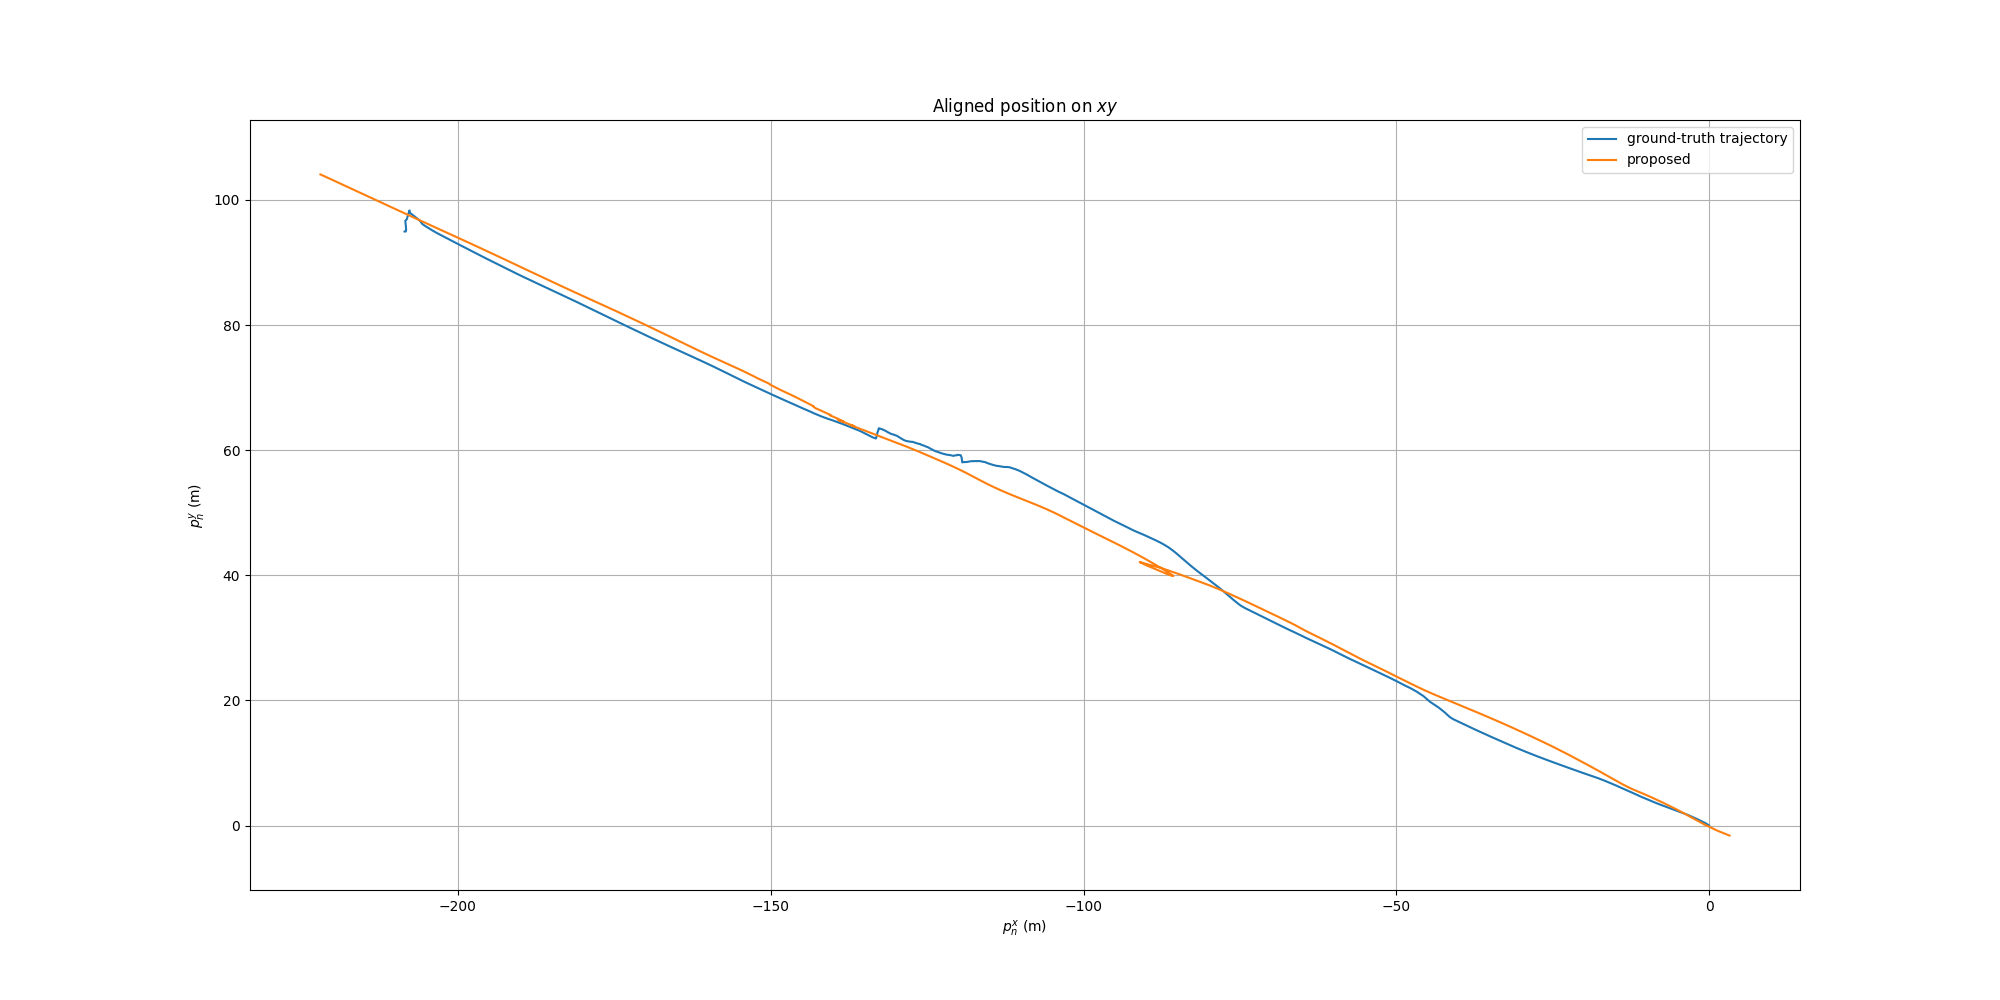 Aligned position on xy
ground-truth trajectory
proposed
100
80
60
40
20
0
p_n^y (m)
−200
−150
−100
−50
0
p_n^x (m)